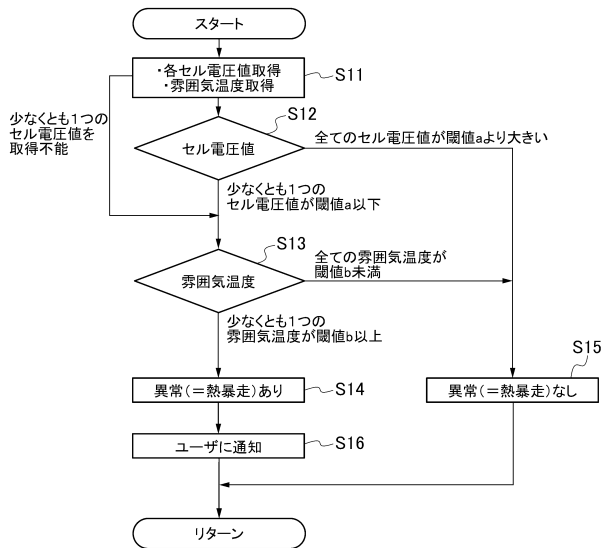 スタート
・各セル電圧値取得
・雰囲気温度取得
S11
少なくとも１つの
セル電圧値を
取得不能
S12
セル電圧値
全てのセル電圧値が閾値aより大きい
少なくとも１つの
セル電圧値が閾値a以下
S13
雰囲気温度
全ての雰囲気温度が
閾値b未満
少なくとも１つの
雰囲気温度が閾値b以上
異常(＝熱暴走)あり
S14
異常(＝熱暴走)なし
S15
ユーザに通知
S16
リターン